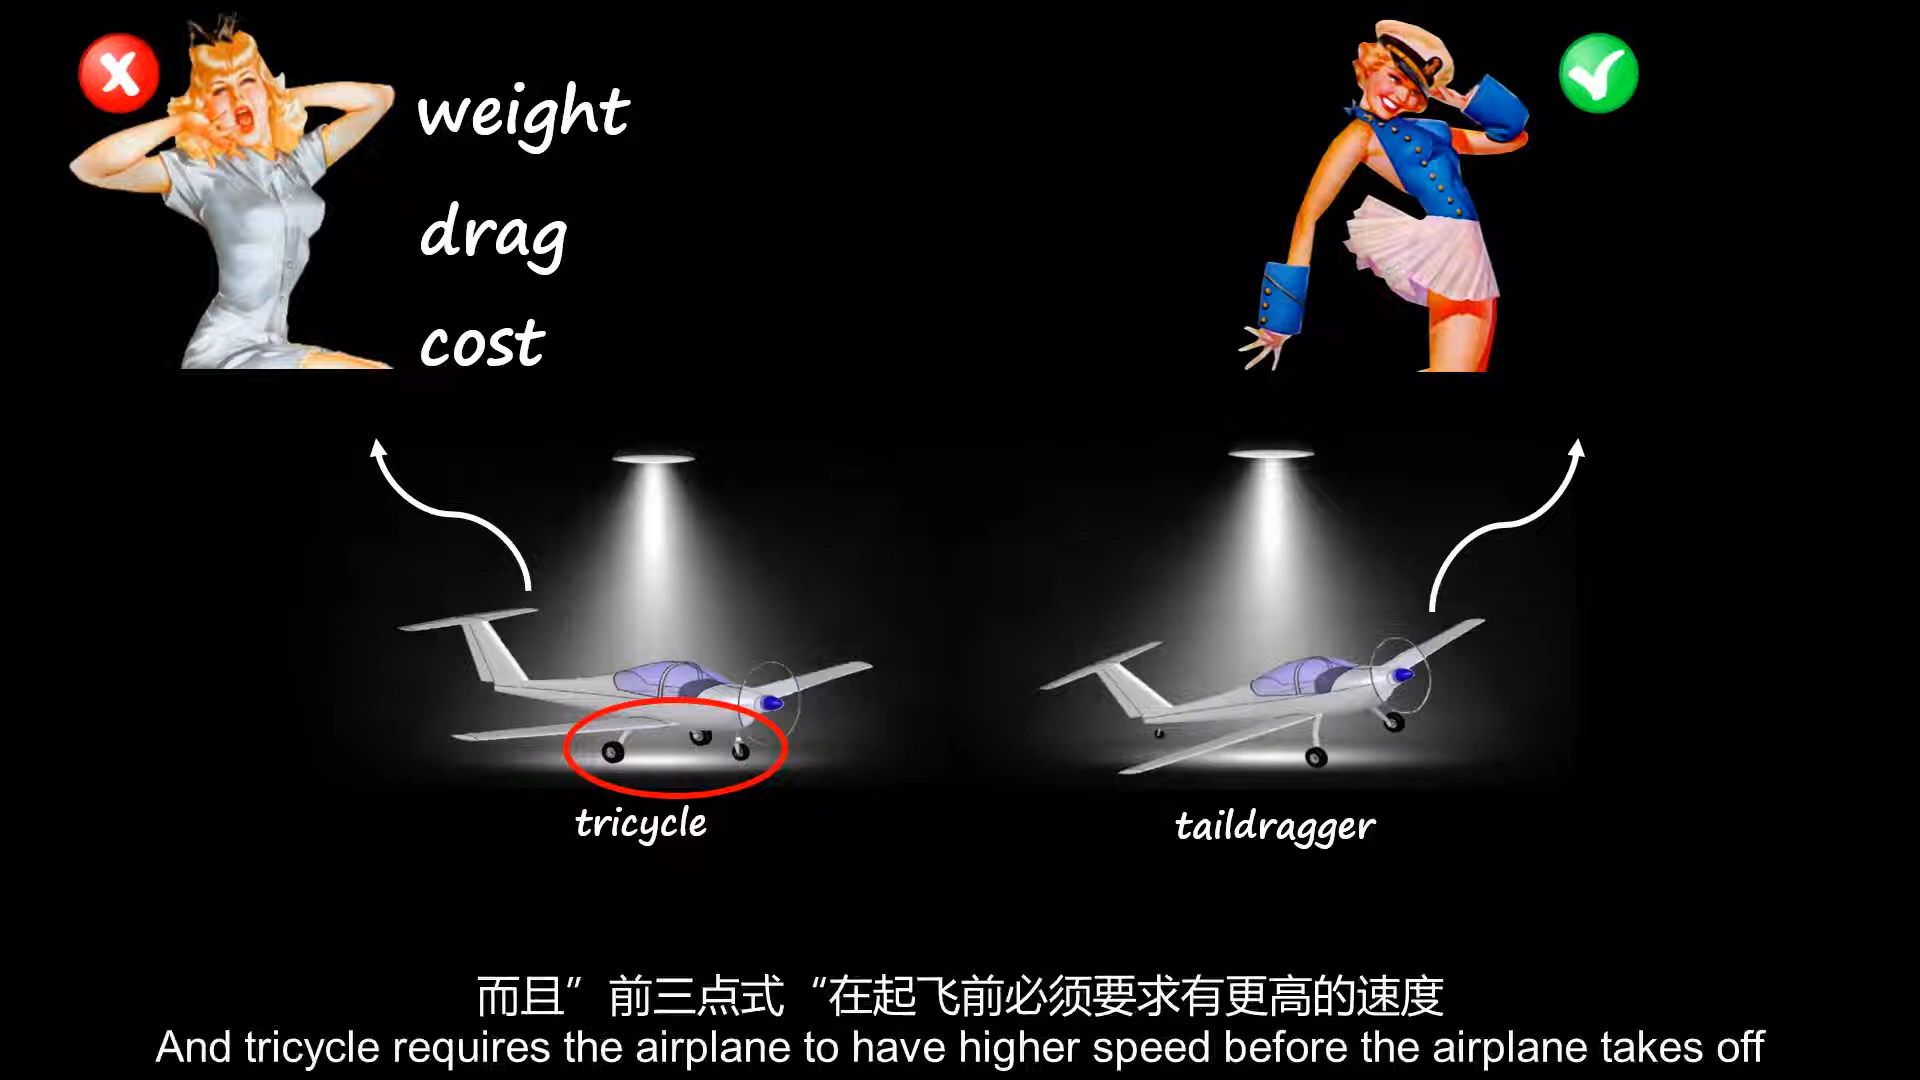 weight
drag
cost
tricycle
taildragger
而且”前三点式“在起飞前必须要求有更高的速度
And tricycle requires the airplane to have higher speed before the airplane takes off